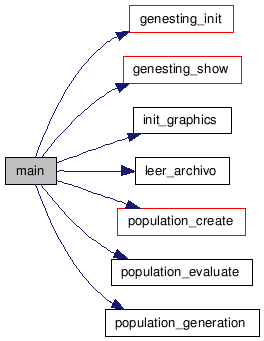 genesting_init
genesting_show
init_graphics
main
leer_archivo
population_create
population_evaluate
population_generation